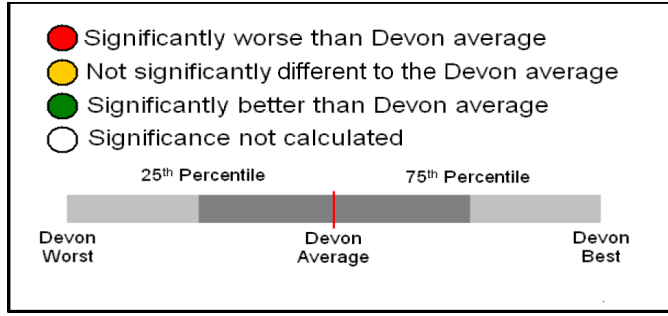 Significantly worse than Devon average
Not significantly different to the Devon average
Significantly better than Devon average
Significance not calculated
25th Percentile 75th Percentile
Devon Worst
Devon Average
Devon Best